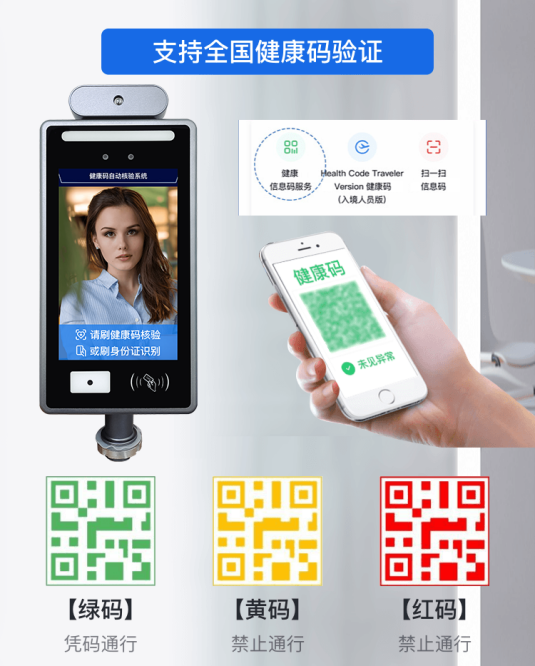 支持全国健康码验证
健康码自动核验系统
请刷健康码核验
或刷身份证识别
健康
信息码服务
Health Code Traveler
Version 健康码
(入境人员版)
扫一扫
信息码
健康码
未见异常
【绿码】
凭码通行
【黄码】
禁止通行
【红码】
禁止通行